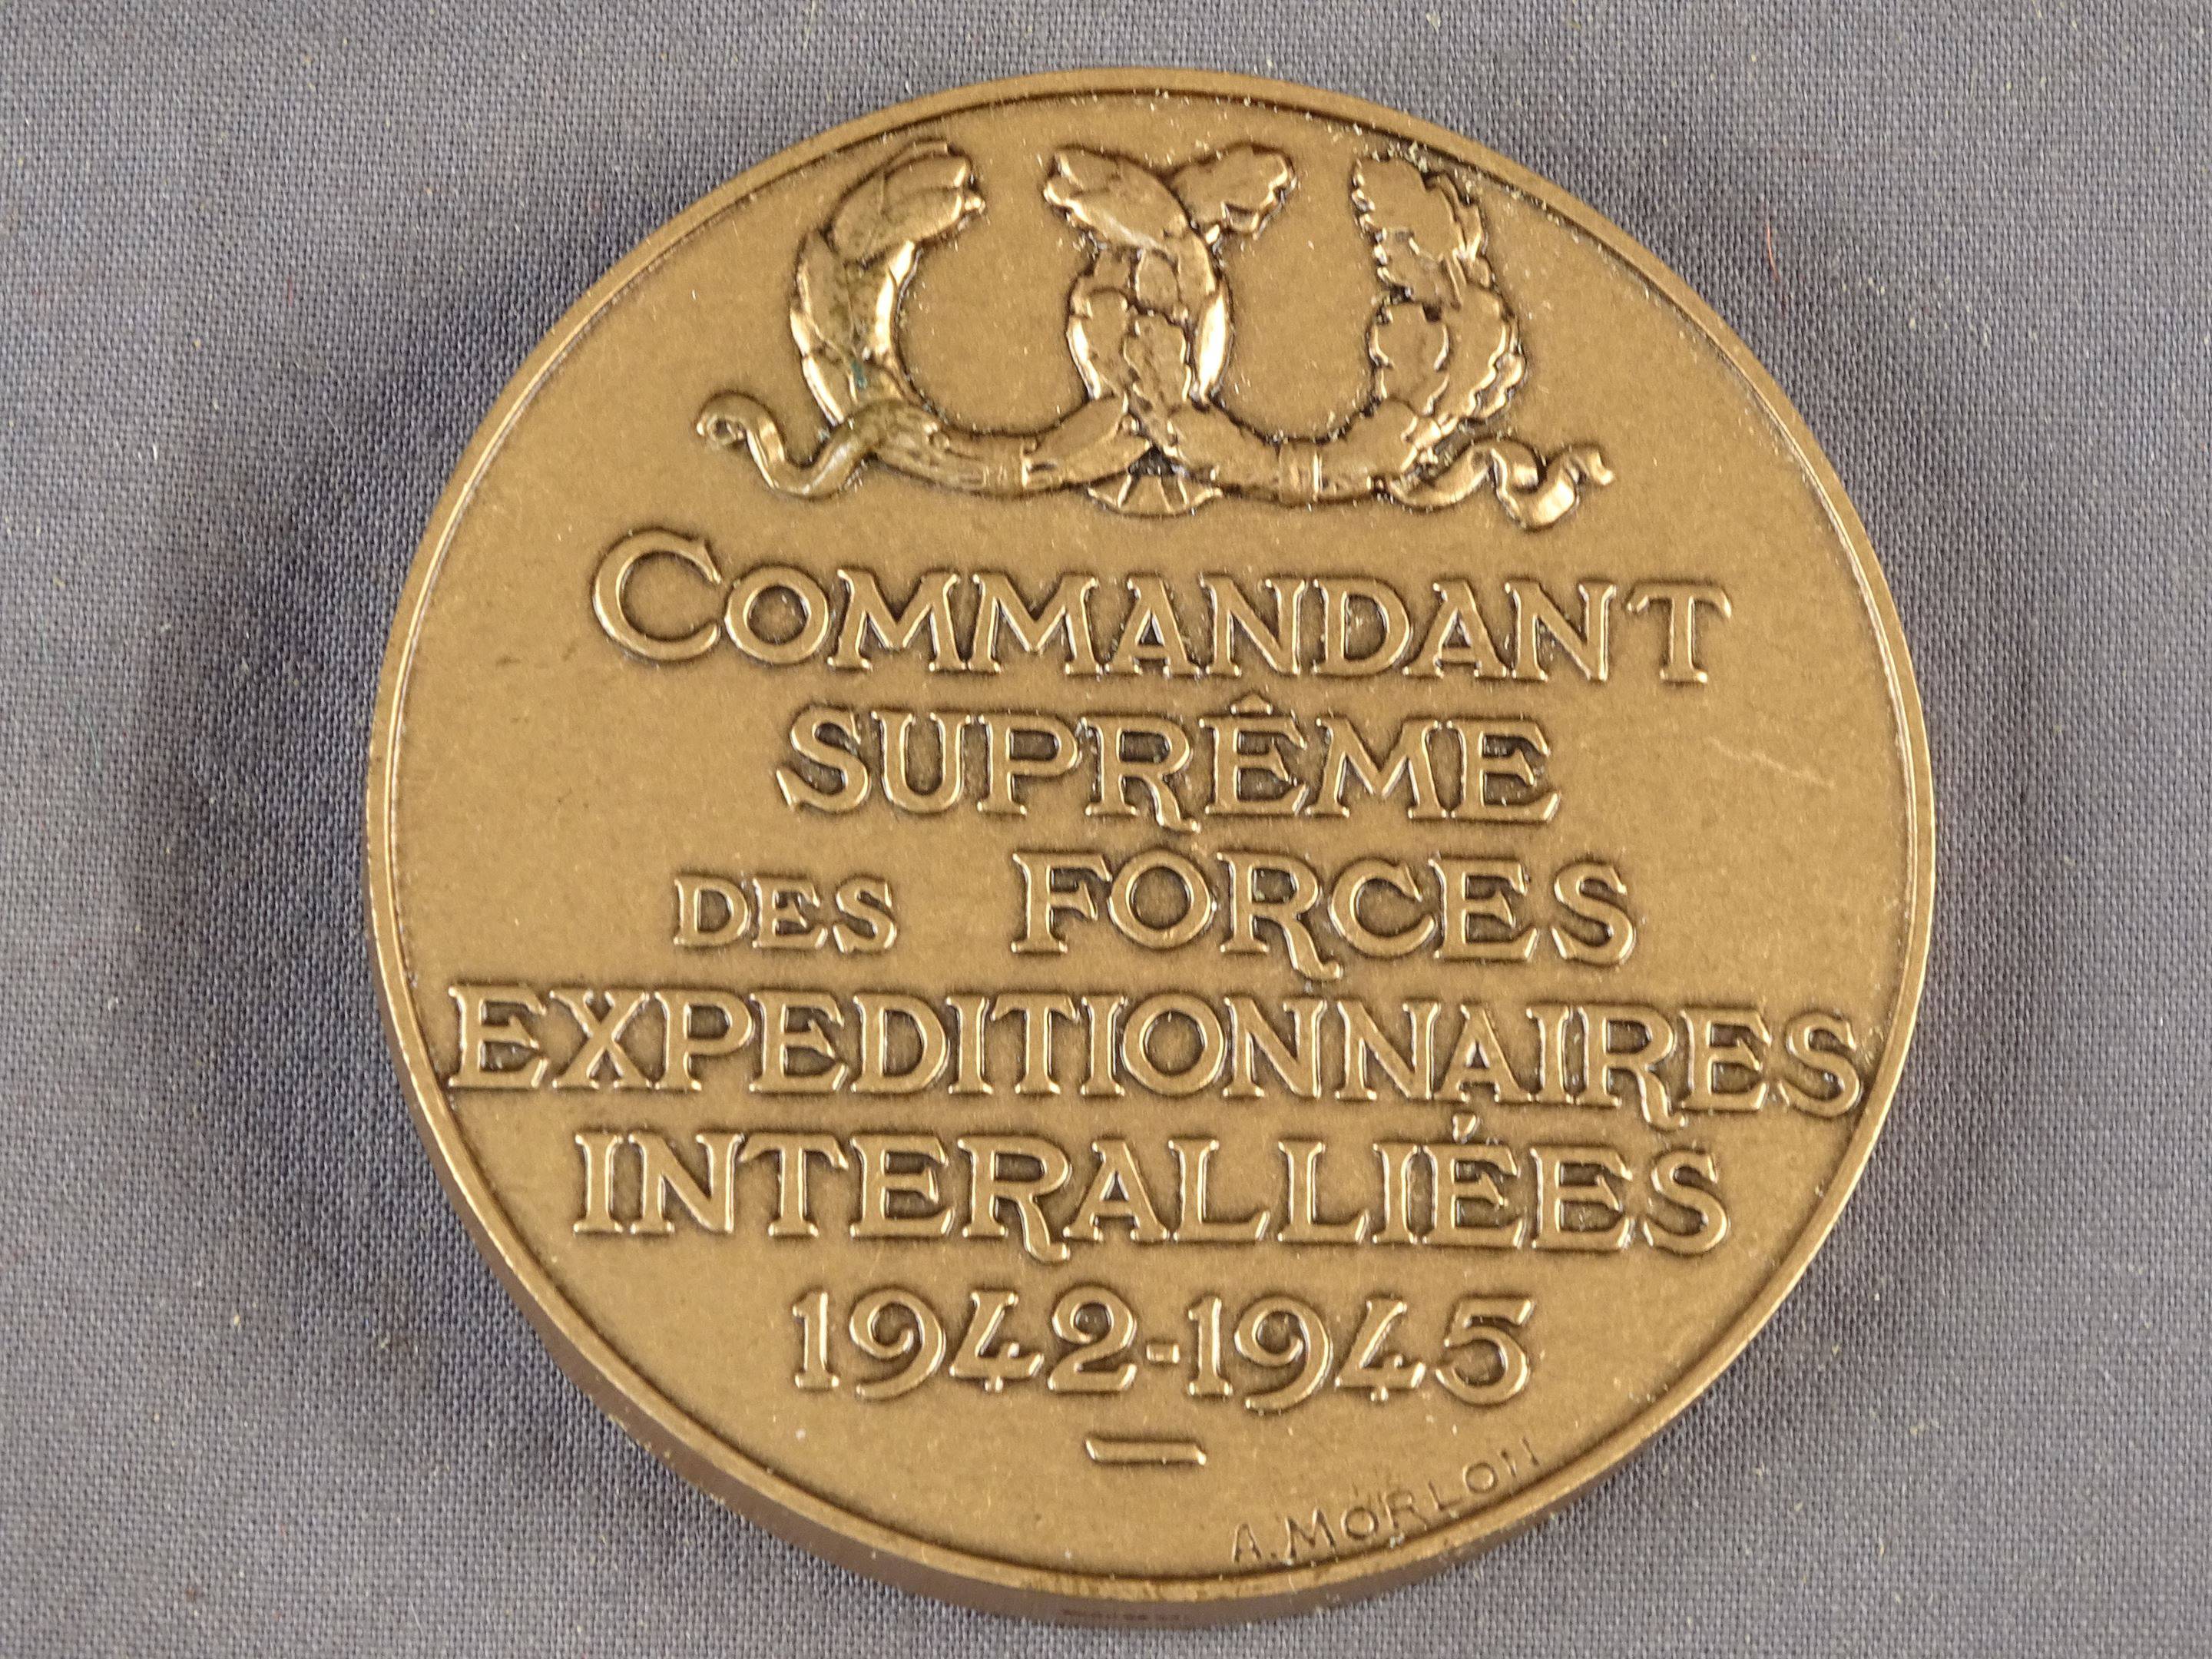 COMMANDANT
SUPRÊME
DES FORCES
EXPEDITIONNAIRES
INTERALLIÉES
1942-1945
A. MORLON